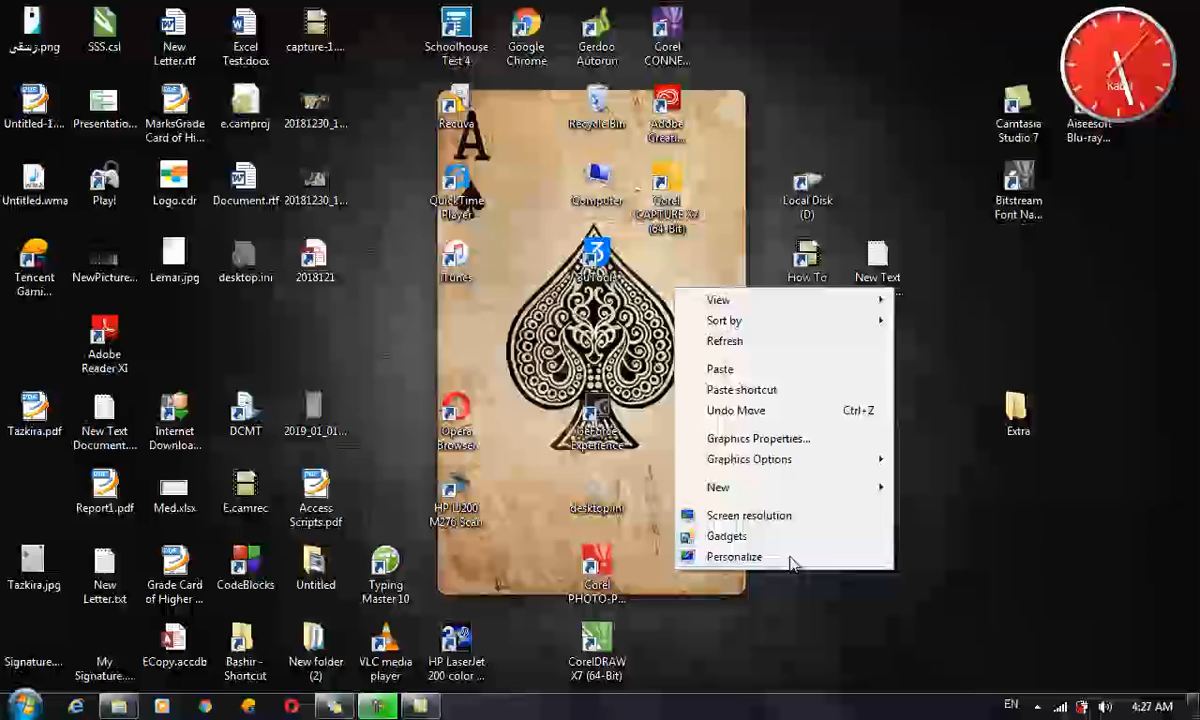 زسقی.png
SSS.csl
New
Letter.rtf
Excel
Test.docx
capture-1....
Schoolhouse
Test 4
Google
Chrome
Gerdoo
Autorun
Corel
CONNE...
Kabul
Untitled-1....
Presentatio...
MarksGrade
Card of Hi...
e.camproj
20181230_1...
Recuva
A
Recycle Bin
Adobe
Creati...
Camtasia
Studio 7
Aiseesoft
Blu-ray...
Untitled.wma
Play!
Logo.cdr
Document.rtf
20181230_1...
QuickTime
Player
Computer
Corel
CAPTURE X7
(64-Bit)
Local Disk
(D)
Bitstream
Font Na...
Tencent
Gami...
NewPicture...
Lemar.jpg
desktop.ini
2018121
iTunes
3uTools
How To
New Text
...
View
Sort by
Refresh
Paste
Paste shortcut
Undo Move Ctrl+Z
Graphics Properties...
Graphics Options
New
Screen resolution
Gadgets
Personalize
Adobe
Reader XI
Tazkira.pdf
New Text
Document....
Internet
Downloa...
DCMT
2019_01_01...
Opera
Browser
GeForce
Experience
Extra
Report1.pdf
Med.xlsx
E.camrec
Access
Scripts.pdf
HP LJ200
M276 Scan
desktop.ini
Tazkira.jpg
New
Letter.txt
Grade Card
of Higher ...
CodeBlocks
Untitled
Typing
Master 10
Corel
PHOTO-P...
Signature....
My
Signature....
ECopy.accdb
Bashir -
Shortcut
New folder
(2)
VLC media
player
HP LaserJet
200 color ...
CorelDRAW
X7 (64-Bit)
EN
4:27 AM